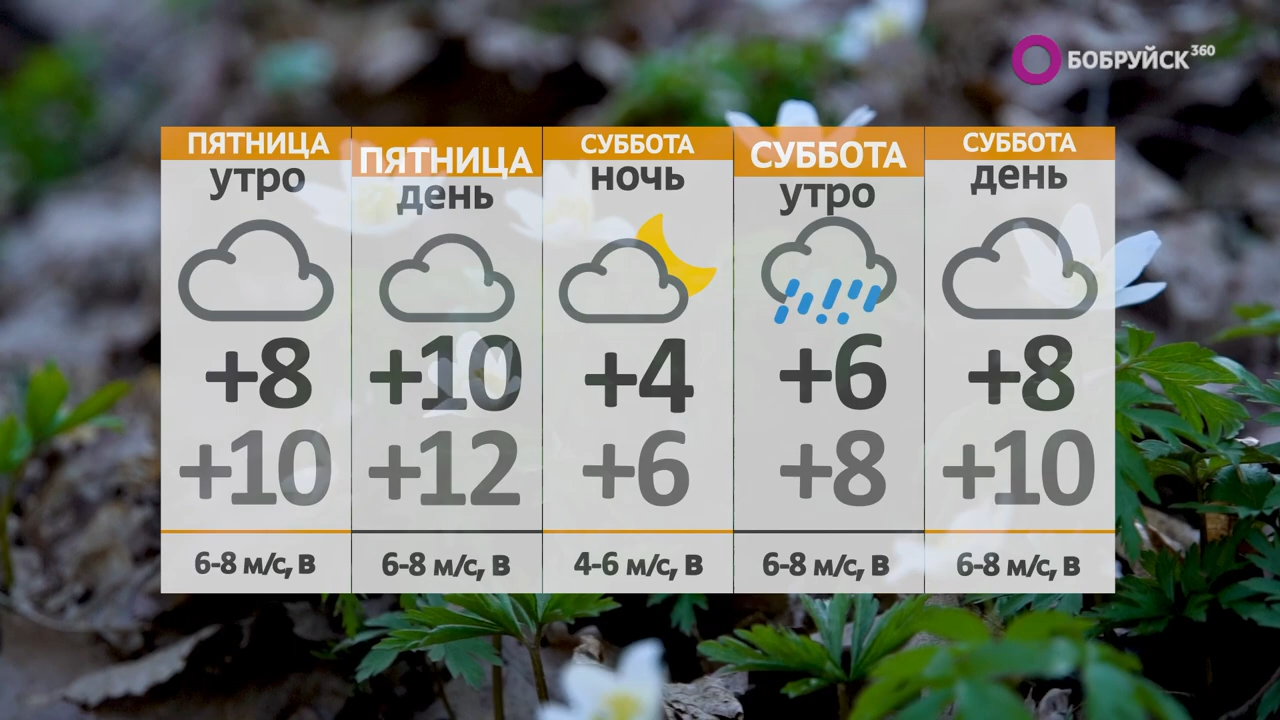 БОБРУЙСК360
ПЯТНИЦА
утро
+8
+10
6-8 м/с, В
ПЯТНИЦА
день
+10
+12
6-8 м/с, В
СУББОТА
ночь
+4
+6
4-6 м/с, В
СУББОТА
утро
+6
+8
6-8 м/с, В
СУББОТА
день
+8
+10
6-8 м/с, В